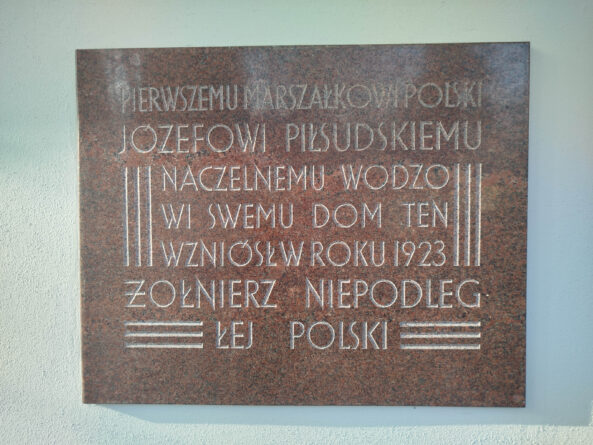 PIERWSZEMU MARSZAŁKOWI POLSKI
JÓZEFOWI PIŁSUDSKIEMU
NACZELNEMU WODZO
WI SWEMU DOM TEN
WZNIÓSŁ W ROKU 1923
ŻOŁNIERZ NIEPODLEG
ŁEJ POLSKI